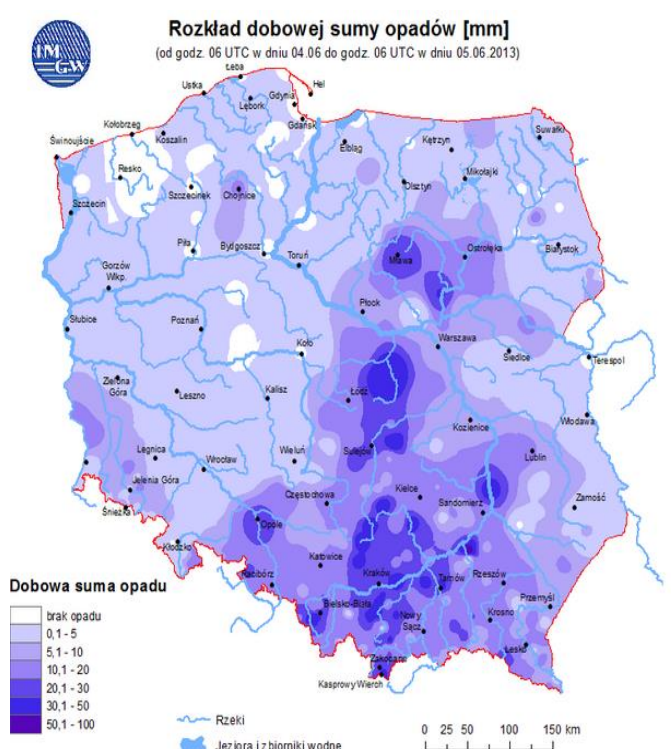 IM
GW
Rozkład dobowej sumy opadów [mm]
(od godz. 06 UTC w dniu 04.06 do godz. 06 UTC w dniu 05.06.2013)
Łeba
Hel
Ustka
Gdynia
Lębork
Gdańsk
Kołobrzeg
Koszalin
Suwałki
Świnoujście
Elbląg
Kętrzyn
Resko
Szczecinek
Chojnice
Olsztyn
Mikołajki
Szczecin
Piła
Bydgoszcz
Toruń
Mława
Ostrołęka
Białystok
Gorzów
Wlkp.
Płock
Słubice
Poznań
Warszawa
Koło
Siedlce
Terespol
Zielona
Góra
Leszno
Kalisz
Łódź
Kozienice
Włodawa
Legnica
Wrocław
Wieluń
Sulejów
Lublin
Jelenia Góra
Śnieżka
Częstochowa
Kielce
Sandomierz
Zamość
Opole
Kłodzko
Katowice
Racibórz
Kraków
Tarnów
Rzeszów
Przemyśl
Bielsko-Biała
Nowy
Sącz
Krosno
Lesko
Zakopane
Kasprowy Wierch
Dobowa suma opadu
brak opadu
0,1 - 5
5,1 - 10
10,1 - 20
20,1 - 30
30,1 - 50
50,1 - 100
Rzeki
Jeziora i zbiorniki wodne
0 25 50 100 150 km